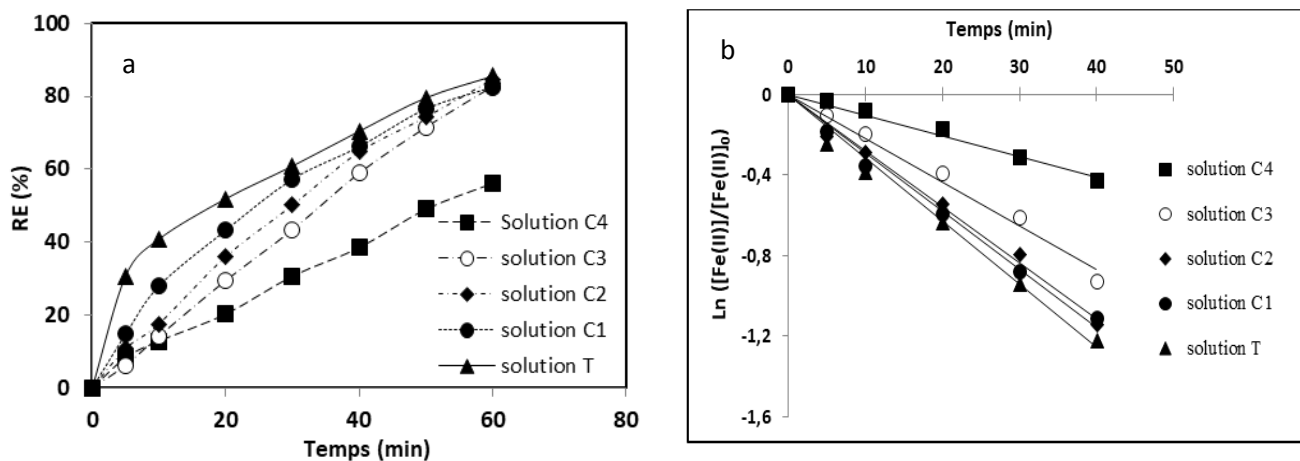 a
RE (%)
100
80
60
40
20
0
0 20 40 60 80
Temps (min)
Solution C4
solution C3
solution C2
solution C1
solution T
b
Temps (min)
0 10 20 30 40 50
Ln ([Fe(II)]/[Fe(II)]₀)
0
-0,4
-0,8
-1,2
-1,6
solution C4
solution C3
solution C2
solution C1
solution T